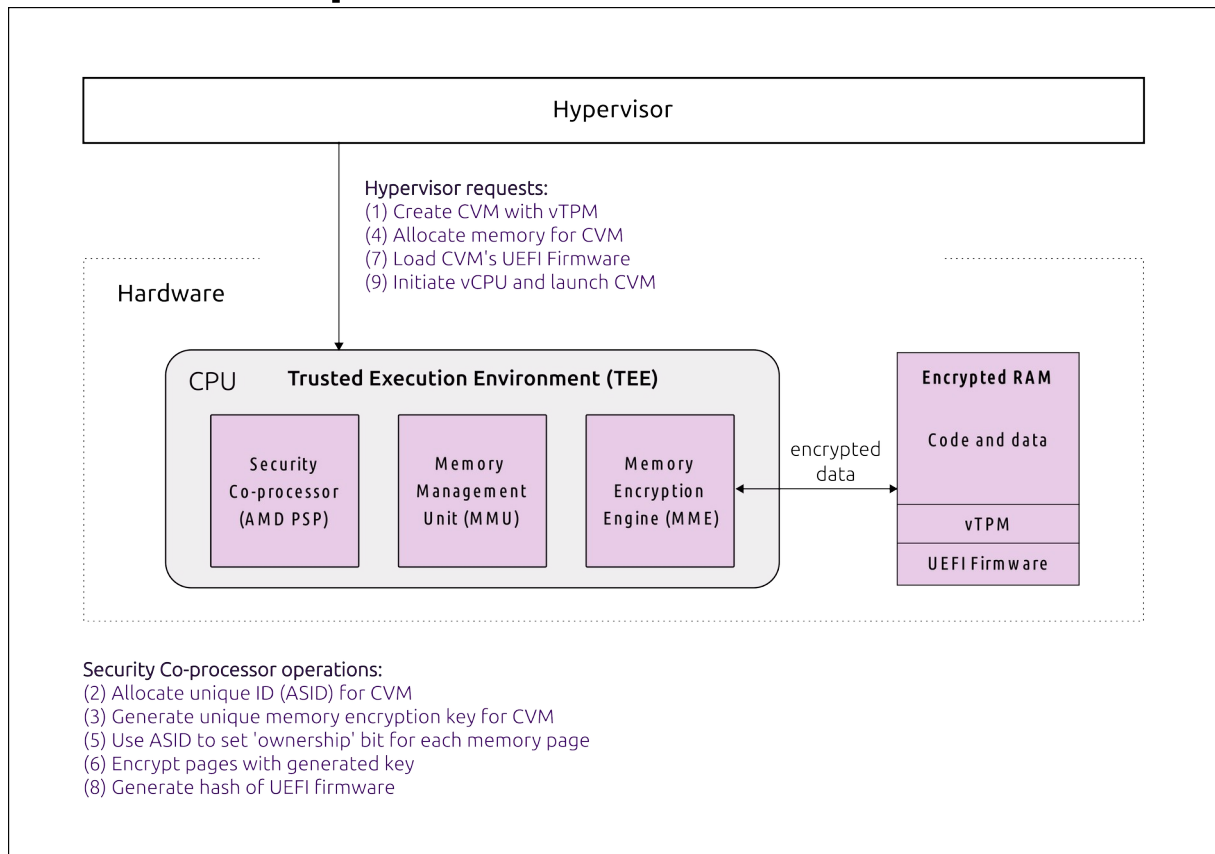 Hypervisor
Hypervisor requests:
(1) Create CVM with vTPM
(4) Allocate memory for CVM
(7) Load CVM's UEFI Firmware
(9) Initiate vCPU and launch CVM
Hardware
CPU
Trusted Execution Environment (TEE)
Security
Co-processor
(AMD PSP)
Memory
Management
Unit (MMU)
Memory
Encryption
Engine (MME)
encrypted
data
Encrypted RAM
Code and data
vTPM
UEFI Firmware
Security Co-processor operations:
(2) Allocate unique ID (ASID) for CVM
(3) Generate unique memory encryption key for CVM
(5) Use ASID to set 'ownership' bit for each memory page
(6) Encrypt pages with generated key
(8) Generate hash of UEFI firmware